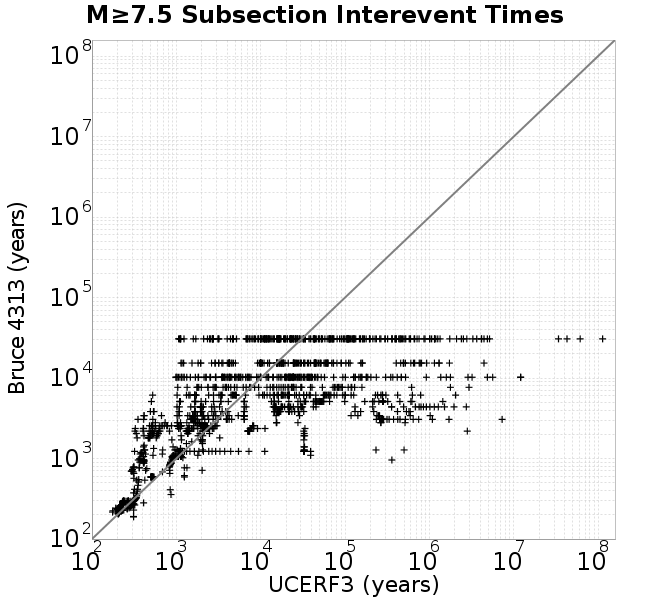 M≥7.5 Subsection Interevent Times
Bruce 4313 (years)
10^8
10^7
10^6
10^5
10^4
10^3
10^2
10^2 10^3 10^4 10^5 10^6 10^7 10^8
UCERF3 (years)